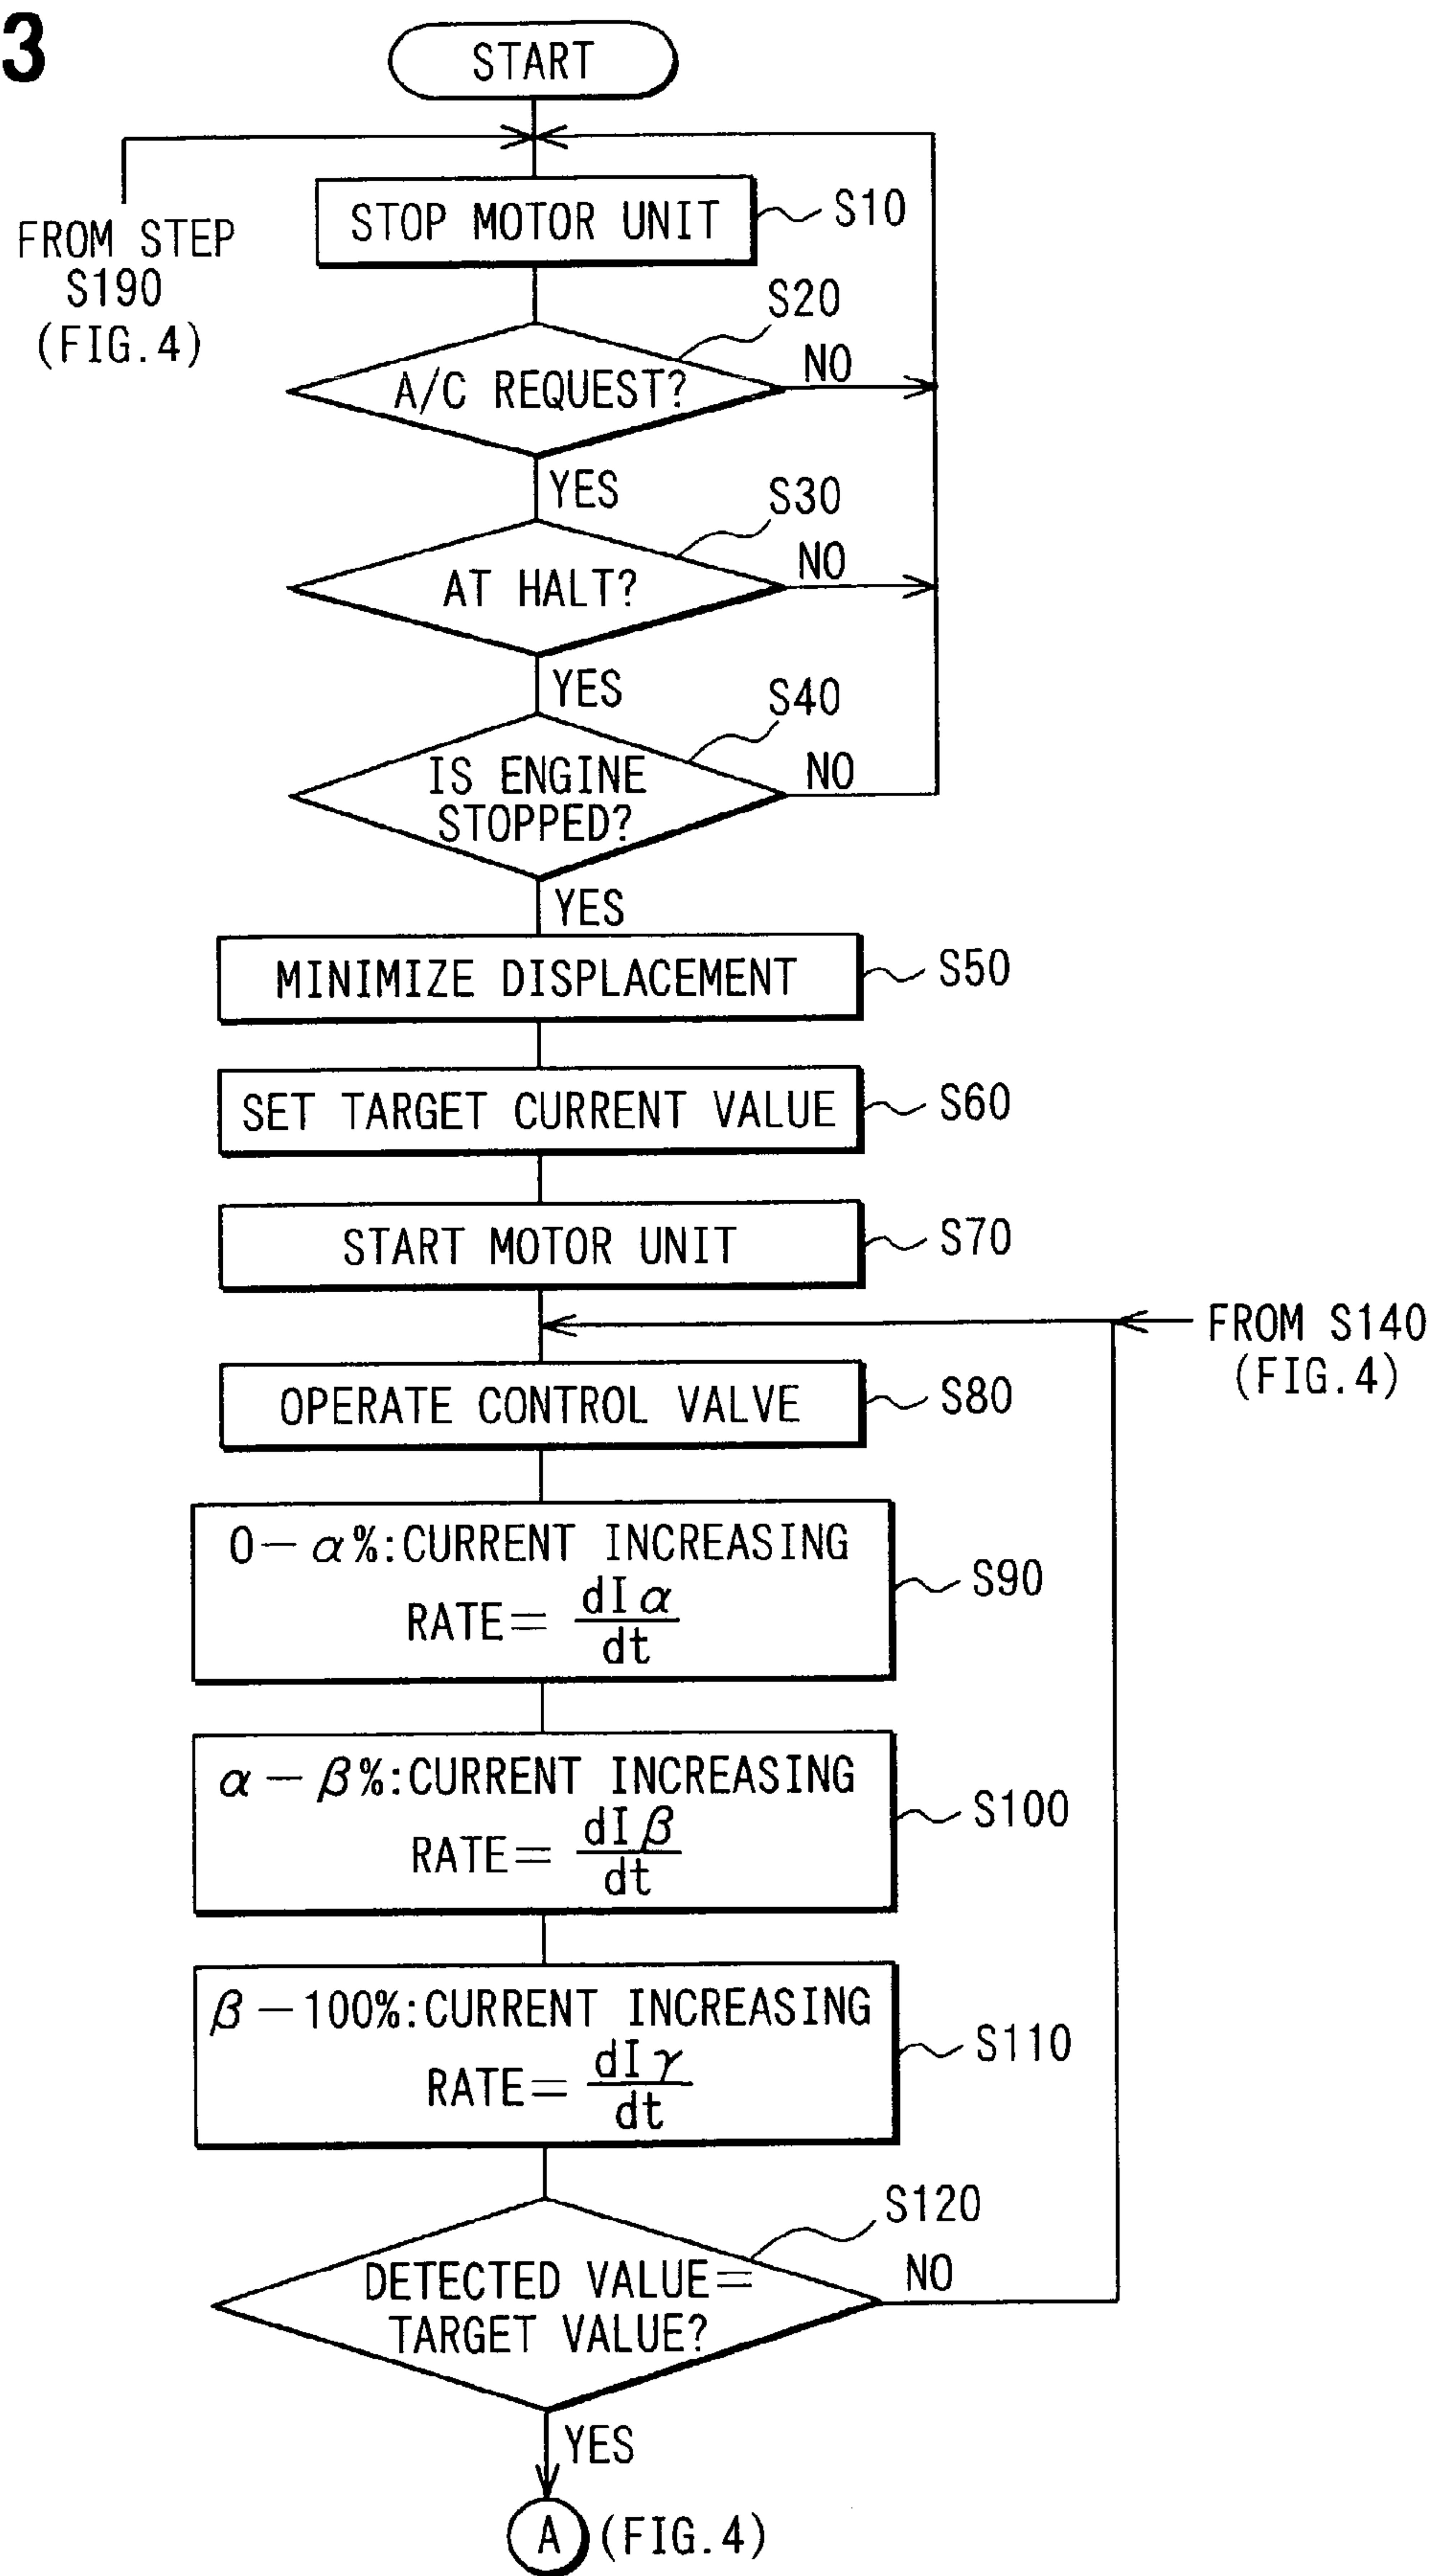 3
START
FROM STEP
S190
(FIG.4)
STOP MOTOR UNIT
S10
S20
A/C REQUEST?
NO
YES
S30
AT HALT?
NO
YES
S40
IS ENGINE
STOPPED?
NO
YES
MINIMIZE DISPLACEMENT
S50
SET TARGET CURRENT VALUE
S60
START MOTOR UNIT
S70
FROM S140
(FIG.4)
OPERATE CONTROL VALVE
S80
0-α%:CURRENT INCREASING
RATE= dIα/dt
S90
α-β%:CURRENT INCREASING
RATE= dIβ/dt
S100
β-100%:CURRENT INCREASING
RATE= dIγ/dt
S110
S120
DETECTED VALUE=
TARGET VALUE?
NO
YES
A (FIG.4)